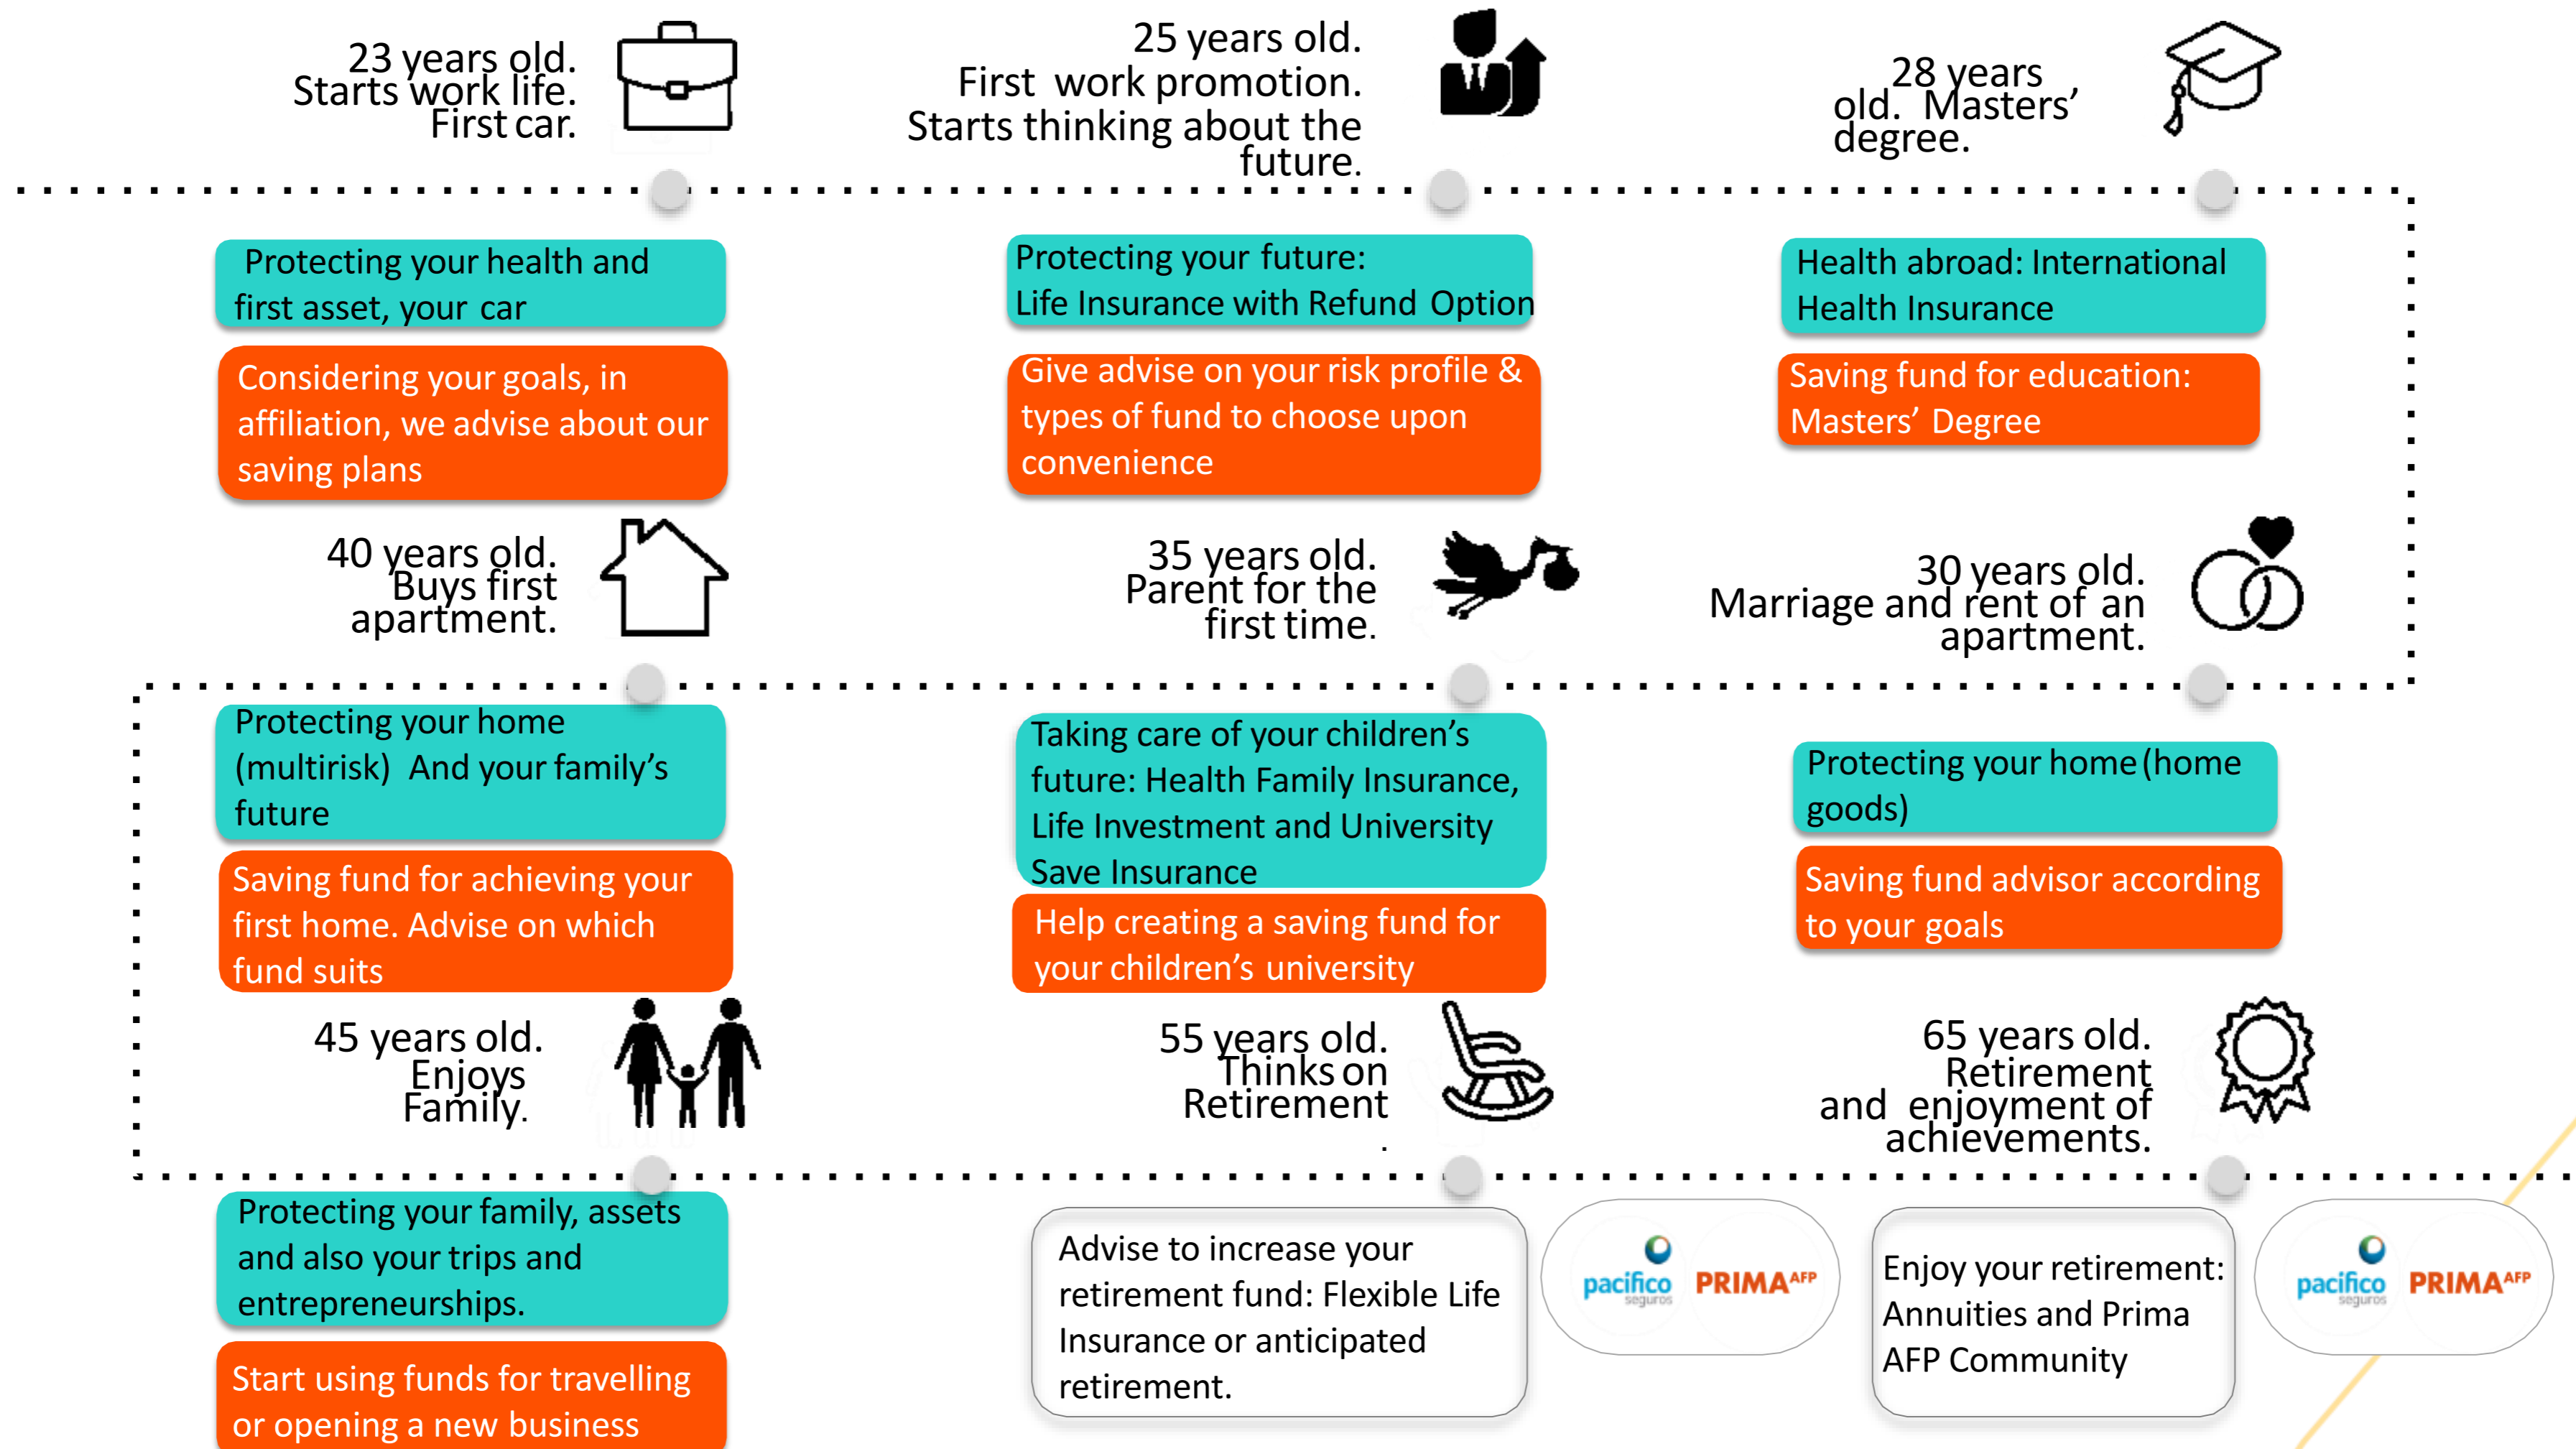 23 years old.
Starts work life.
First car.
25 years old.
First work promotion.
Starts thinking about the
future.
28 years
old. Masters’
degree.
Protecting your health and
first asset, your car
Considering your goals, in
affiliation, we advise about our
saving plans
Protecting your future:
Life Insurance with Refund Option
Give advise on your risk profile &
types of fund to choose upon
convenience
Health abroad: International
Health Insurance
Saving fund for education:
Masters’ Degree
40 years old.
Buys first
apartment.
35 years old.
Parent for the
first time.
30 years old.
Marriage and rent of an
apartment.
Protecting your home
(multirisk) And your family’s
future
Saving fund for achieving your
first home. Advise on which
fund suits
Taking care of your children’s
future: Health Family Insurance,
Life Investment and University
Save Insurance
Help creating a saving fund for
your children’s university
Protecting your home (home
goods)
Saving fund advisor according
to your goals
45 years old.
Enjoys
Family.
55 years old.
Thinks on
Retirement
.
65 years old.
Retirement
and enjoyment of
achievements.
Protecting your family, assets
and also your trips and
entrepreneurships.
Start using funds for travelling
or opening a new business
Advise to increase your
retirement fund: Flexible Life
Insurance or anticipated
retirement.
pacifico
seguros
PRIMA AFP
Enjoy your retirement:
Annuities and Prima
AFP Community
pacifico
seguros
PRIMA AFP